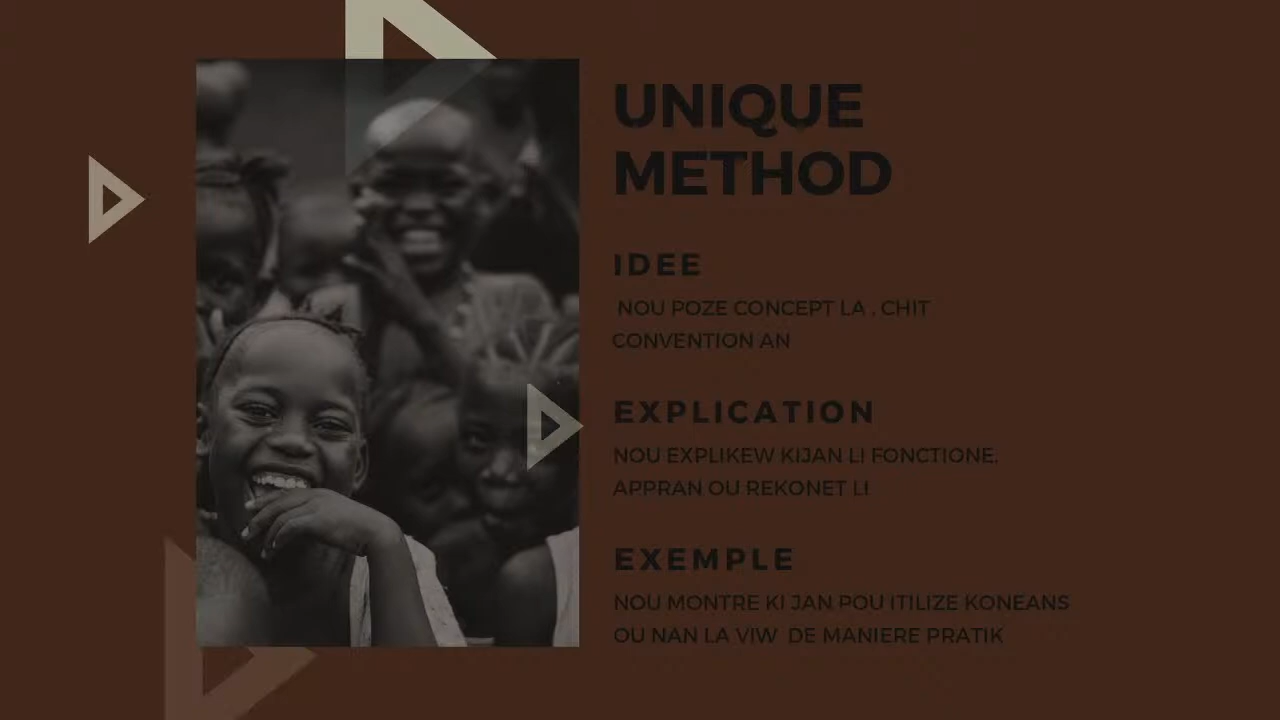 UNIQUE
METHOD
IDEE
NOU POZE CONCEPT LA . CHIT
CONVENTION AN
EXPLICATION
NOU EXPLIKEW KIJAN LI FONCTIONE.
APPRAN OU REKONET LI
EXEMPLE
NOU MONTRE KI JAN POU ITILIZE KONEANS
OU NAN LA VIW DE MANIERE PRATIK